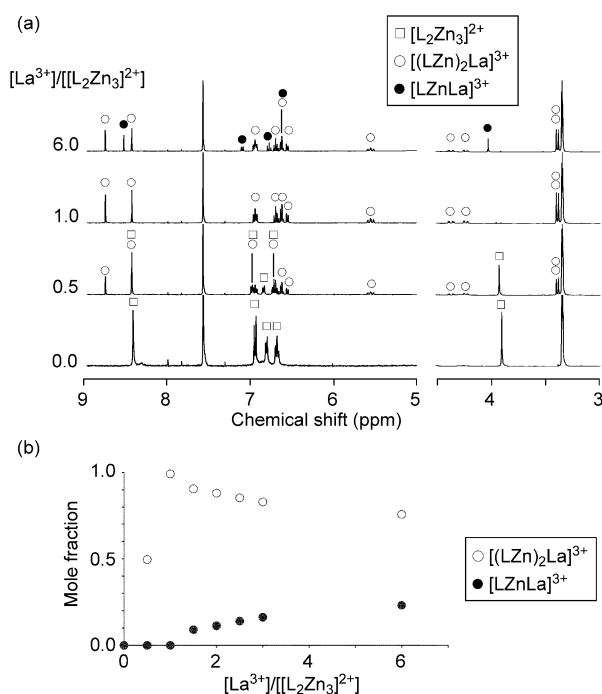 (a)
□ [L₂Zn₃]²⁺
○ [(LZn)₂La]³⁺
● [LZnLa]³⁺
[La³⁺]/[[L₂Zn₃]²⁺]
6.0
1.0
0.5
0.0
9 8 7 6 5 4 3
Chemical shift (ppm)
(b)
1.0
0.5
0.0
Mole fraction
0 2 4 6
[La³⁺]/[[L₂Zn₃]²⁺]
○ [(LZn)₂La]³⁺
● [LZnLa]³⁺